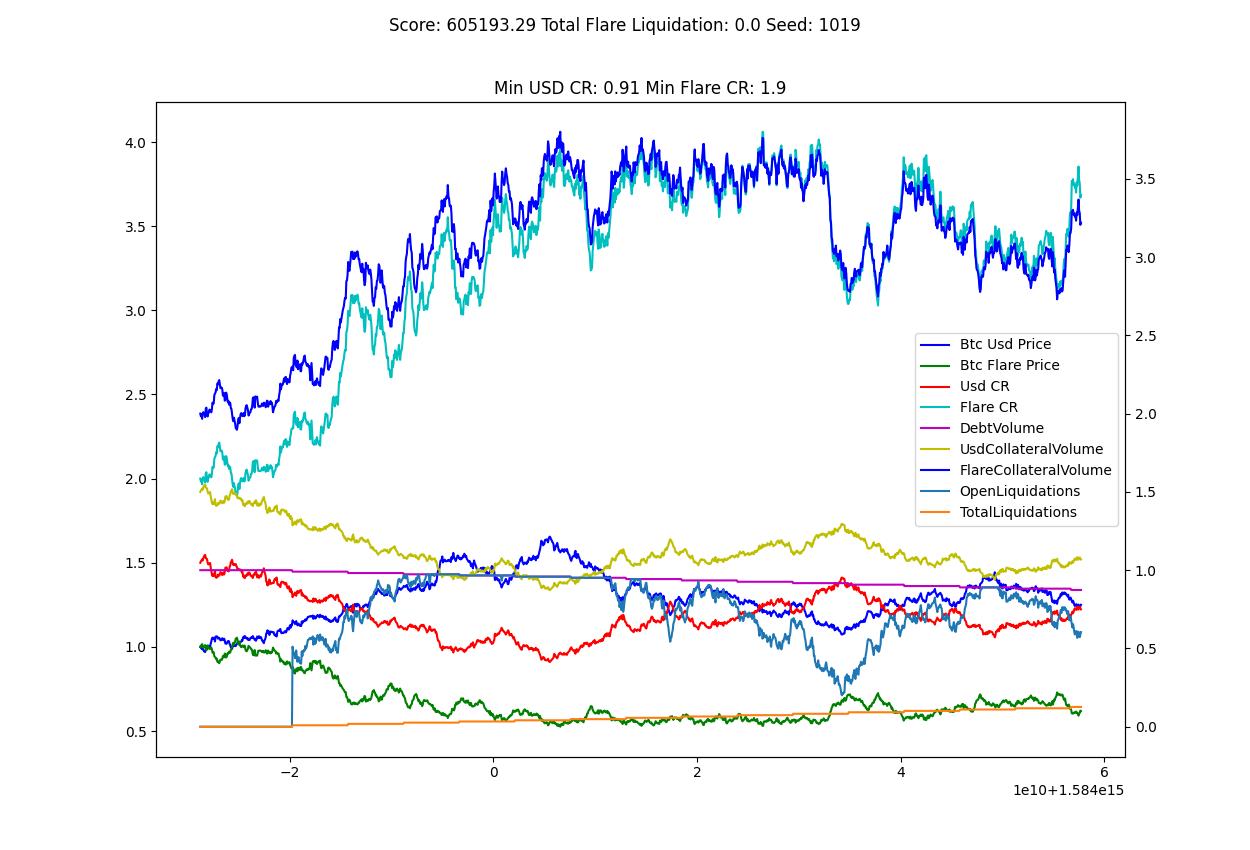 Score: 605193.29 Total Flare Liquidation: 0.0 Seed: 1019
Min USD CR: 0.91 Min Flare CR: 1.9
4.0
3.5
3.0
2.5
2.0
1.5
1.0
0.5
3.5
3.0
2.5
2.0
1.5
1.0
0.5
0.0
Btc Usd Price
Btc Flare Price
Usd CR
Flare CR
DebtVolume
UsdCollateralVolume
FlareCollateralVolume
OpenLiquidations
TotalLiquidations
−2 0 2 4 6
1e10+1.584e15